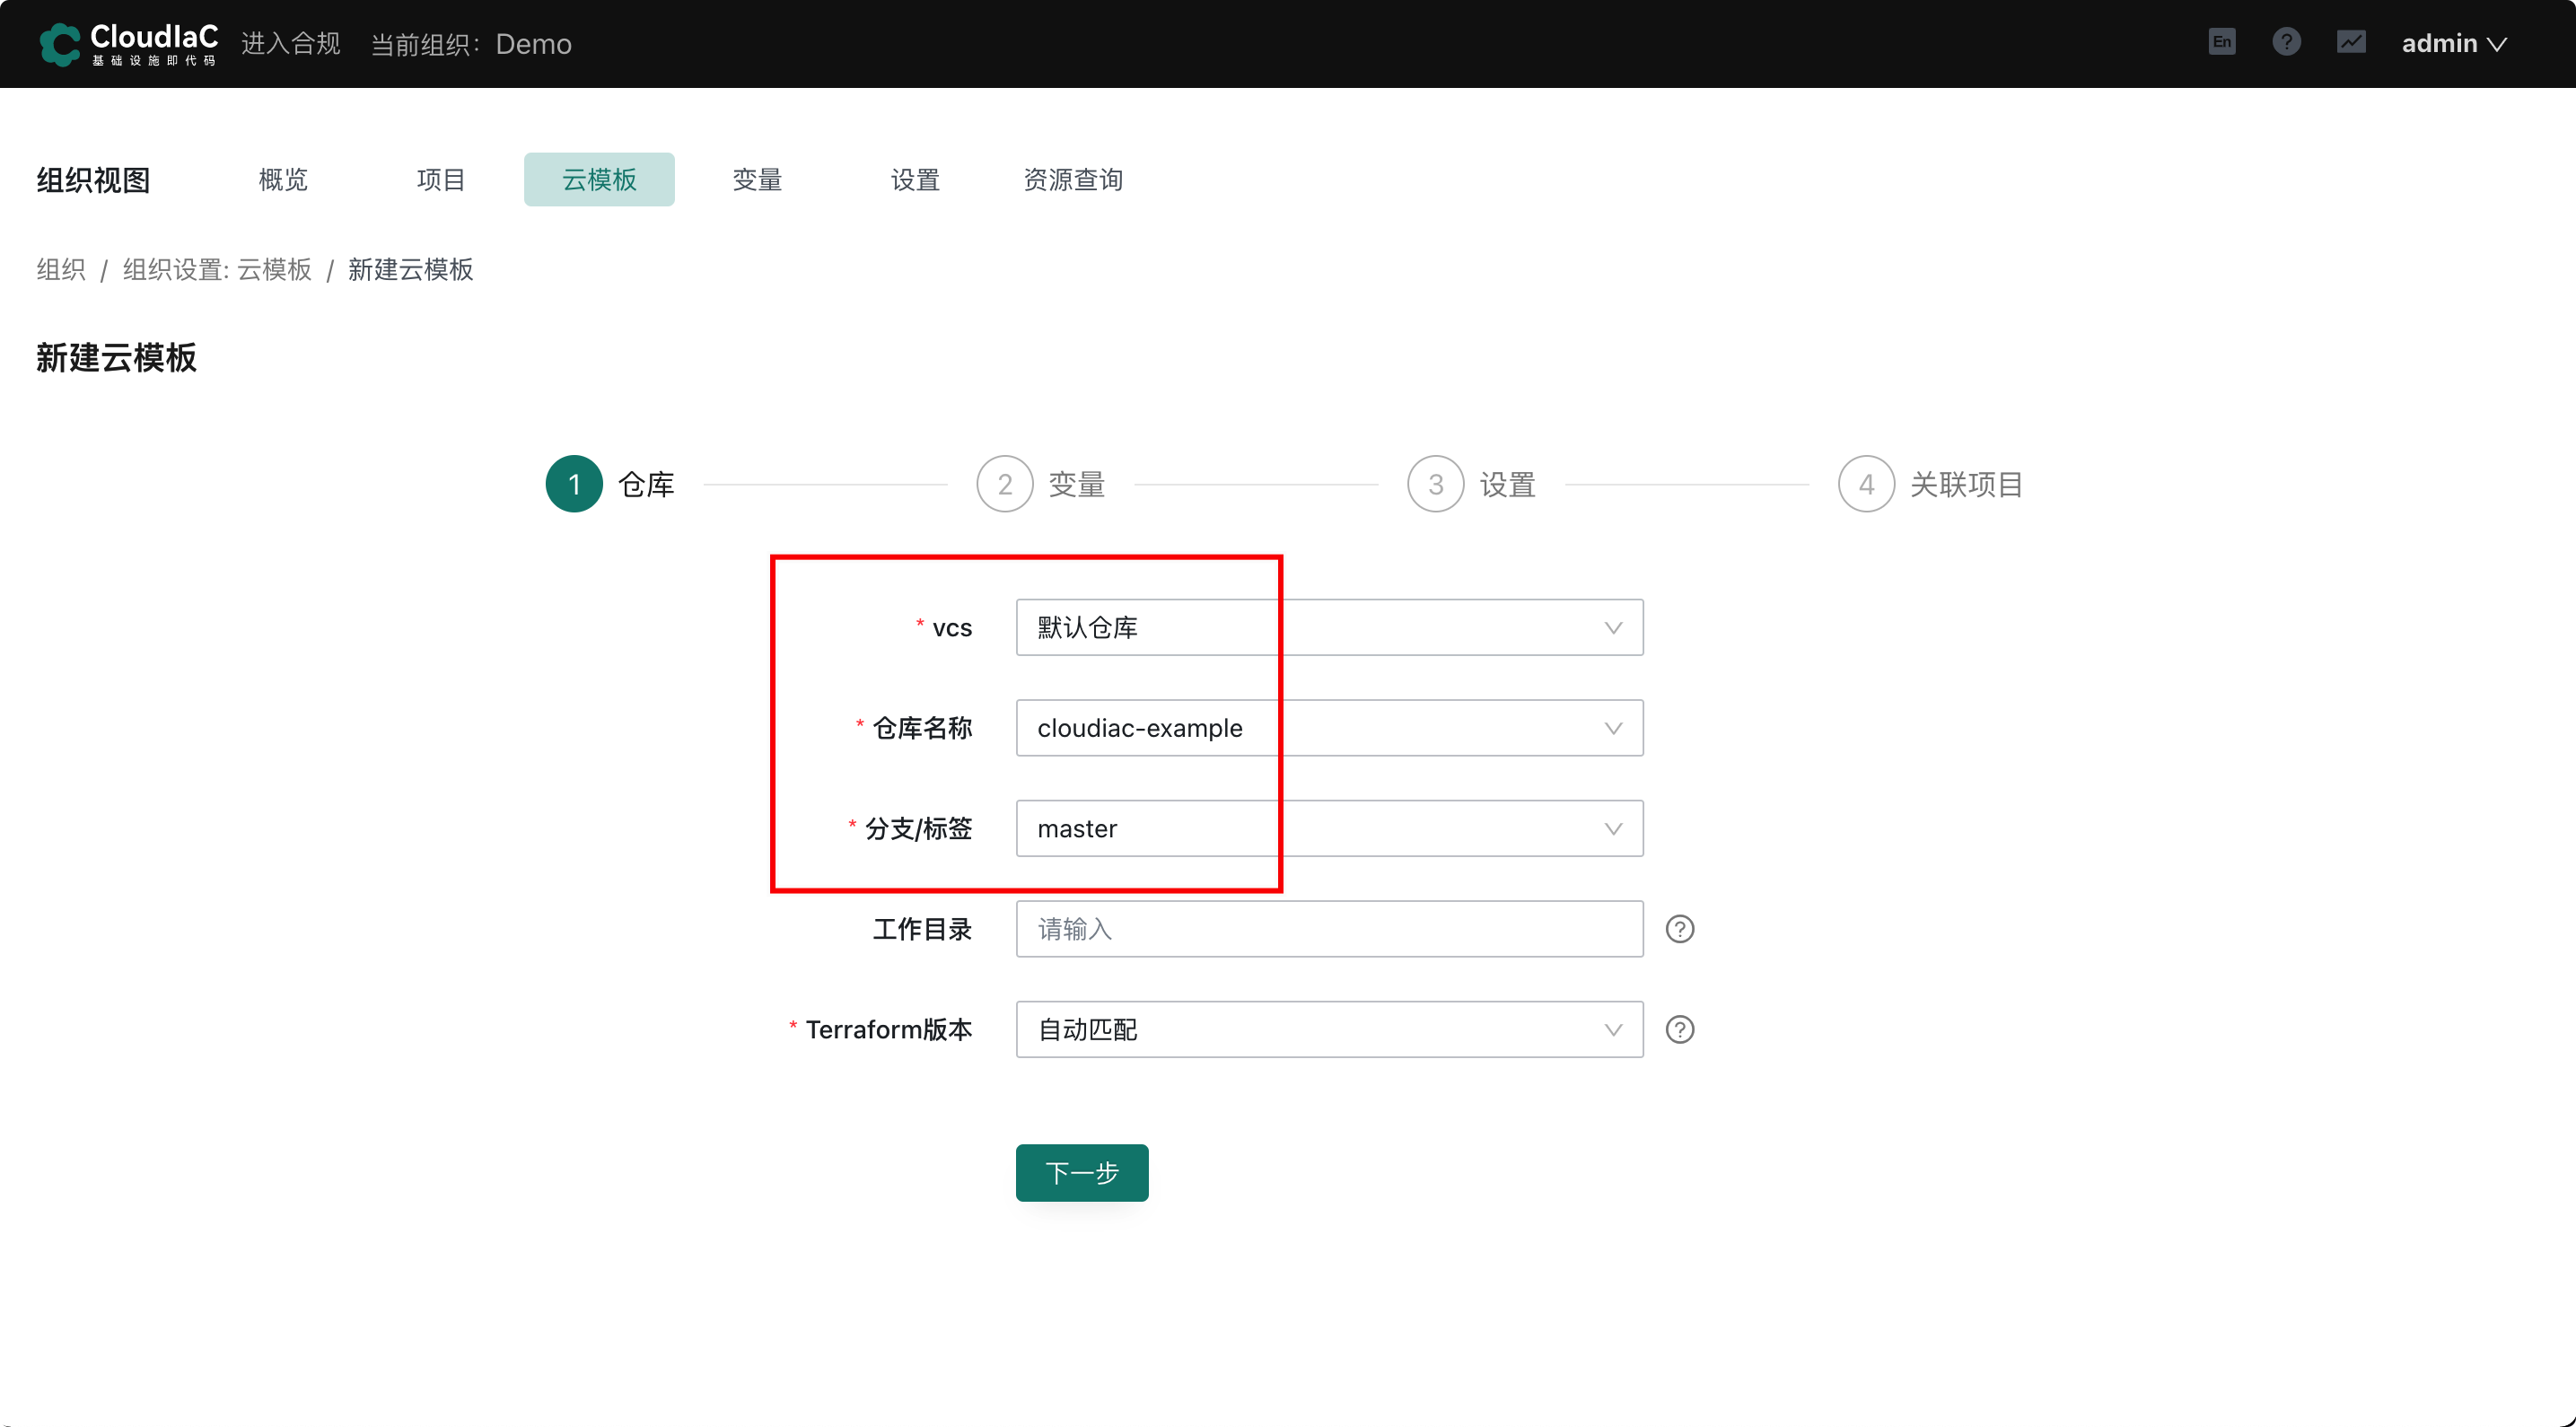 CloudIaC
基础设施即代码
进入合规 当前组织: Demo
En ? admin
组织视图 概览 项目 云模板 变量 设置 资源查询
组织 / 组织设置: 云模板 / 新建云模板
新建云模板
1 仓库 2 变量 3 设置 4 关联项目
* vcs 默认仓库
* 仓库名称 cloudiac-example
* 分支/标签 master
工作目录 请输入 ?
* Terraform版本 自动匹配 ?
下一步